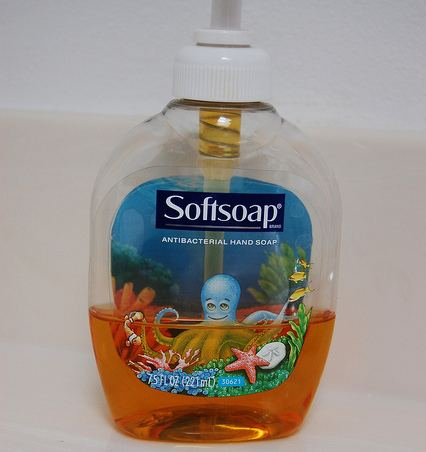 Softsoap®
BRAND
ANTIBACTERIAL HAND SOAP
7.5 FL OZ (221 mL) 30621